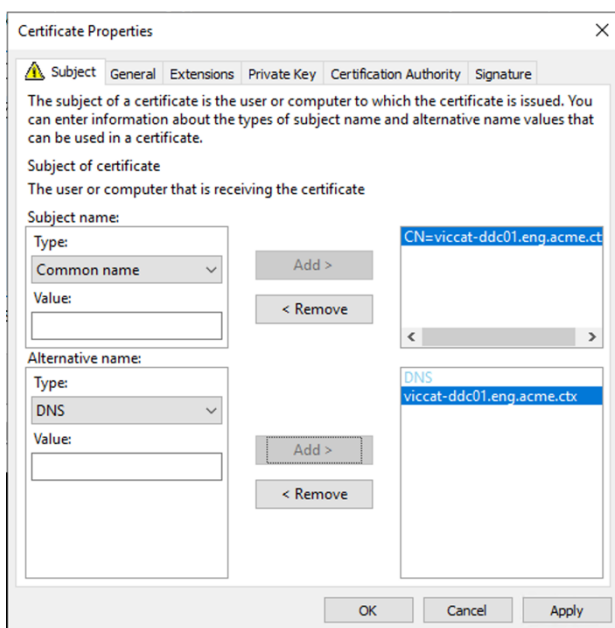 Certificate Properties
Subject General Extensions Private Key Certification Authority Signature
The subject of a certificate is the user or computer to which the certificate is issued. You
can enter information about the types of subject name and alternative name values that
can be used in a certificate.
Subject of certificate
The user or computer that is receiving the certificate
Subject name:
Type:
Common name
Value:
Add >
< Remove
CN=viccat-ddc01.eng.acme.ct
Alternative name:
Type:
DNS
Value:
Add >
< Remove
DNS
viccat-ddc01.eng.acme.ctx
OK Cancel Apply